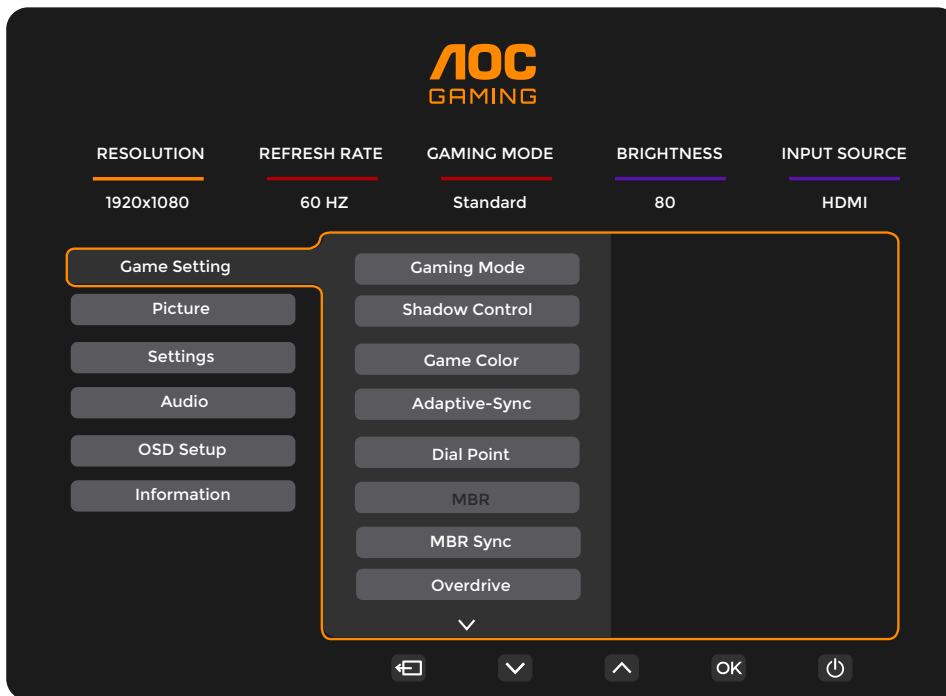 AOC
GAMING
RESOLUTION REFRESH RATE GAMING MODE BRIGHTNESS INPUT SOURCE
1920x1080 60 HZ Standard 80 HDMI
Game Setting
Picture
Settings
Audio
OSD Setup
Information
Gaming Mode
Shadow Control
Game Color
Adaptive-Sync
Dial Point
MBR
MBR Sync
Overdrive
OK